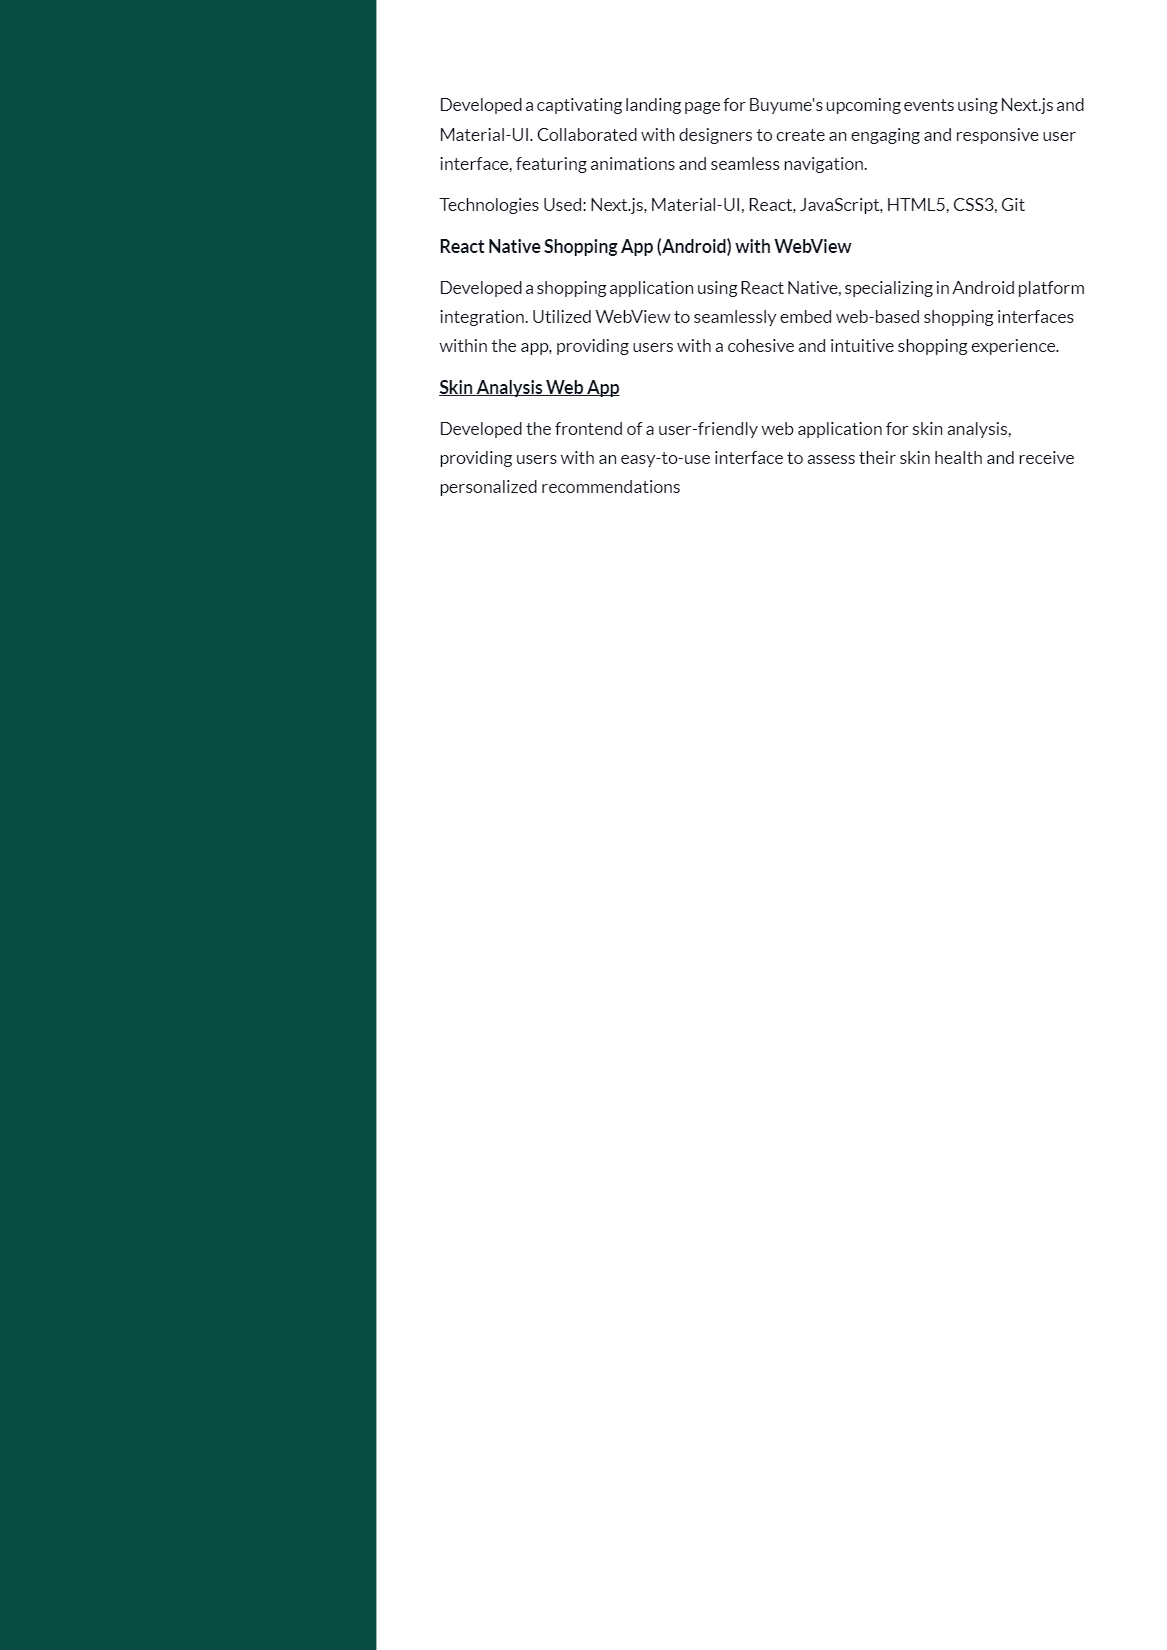 Developed a captivating landing page for Buyume's upcoming events using Next.js and
Material-UI. Collaborated with designers to create an engaging and responsive user
interface, featuring animations and seamless navigation.
Technologies Used: Next.js, Material-UI, React, JavaScript, HTML5, CSS3, Git
React Native Shopping App (Android) with WebView
Developed a shopping application using React Native, specializing in Android platform
integration. Utilized WebView to seamlessly embed web-based shopping interfaces
within the app, providing users with a cohesive and intuitive shopping experience.
Skin Analysis Web App
Developed the frontend of a user-friendly web application for skin analysis,
providing users with an easy-to-use interface to assess their skin health and receive
personalized recommendations